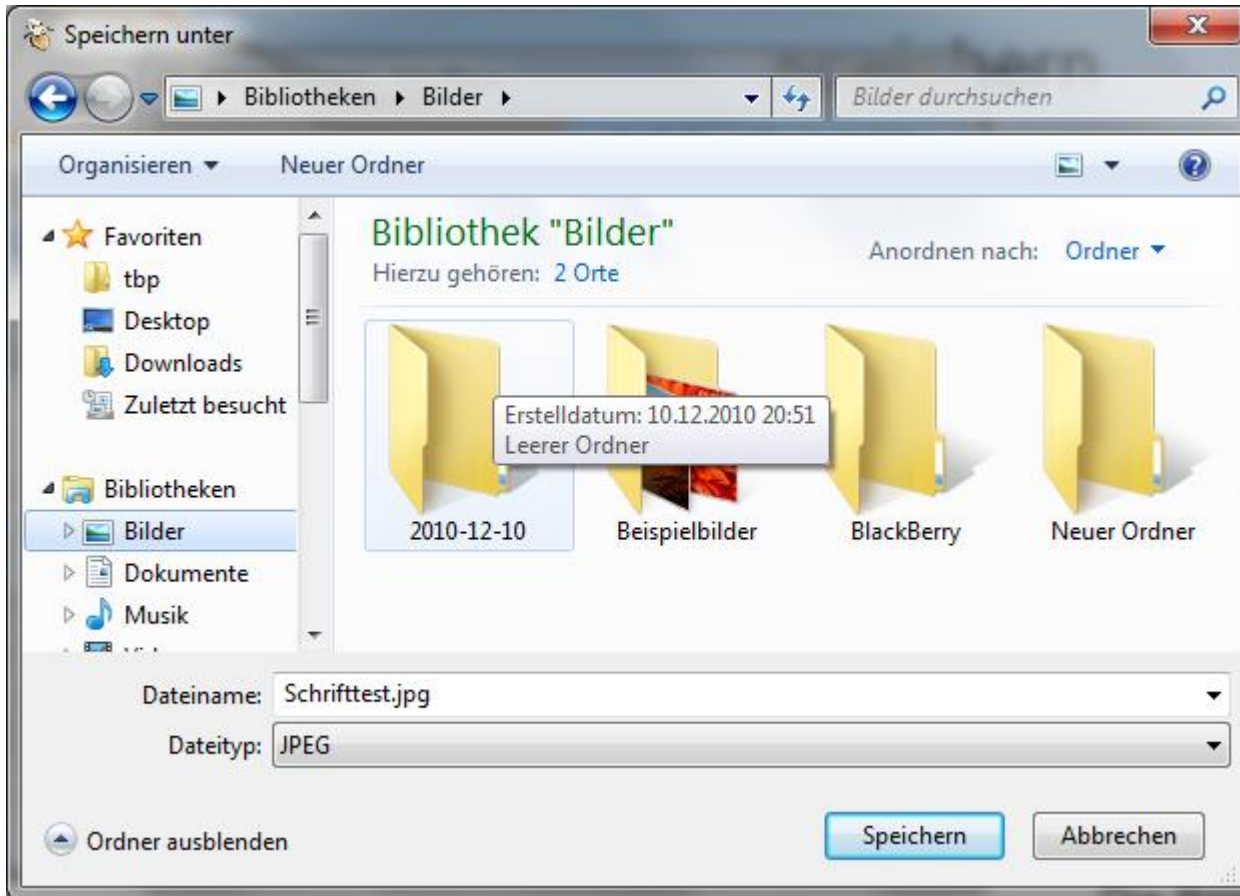 Speichern unter
Bibliotheken Bilder
Bilder durchsuchen
Organisieren
Neuer Ordner
Favoriten
tbp
Desktop
Downloads
Zuletzt besucht
Bibliotheken
Bilder
Dokumente
Musik
Bibliothek "Bilder"
Hierzu gehören: 2 Orte
Anordnen nach: Ordner
Erstelldatum: 10.12.2010 20:51
Leerer Ordner
2010-12-10
Beispielbilder
BlackBerry
Neuer Ordner
Dateiname: Schrifttest.jpg
Dateityp: JPEG
Ordner ausblenden
Speichern
Abbrechen